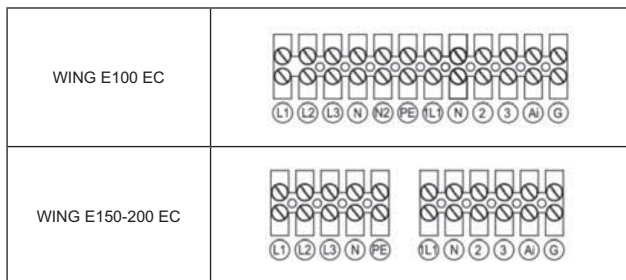 WING E100 EC
L1 L2 L3 N N2 PE 1L1 N 2 3 Ai G
WING E150-200 EC
L1 L2 L3 N PE 1L1 N 2 3 Ai G